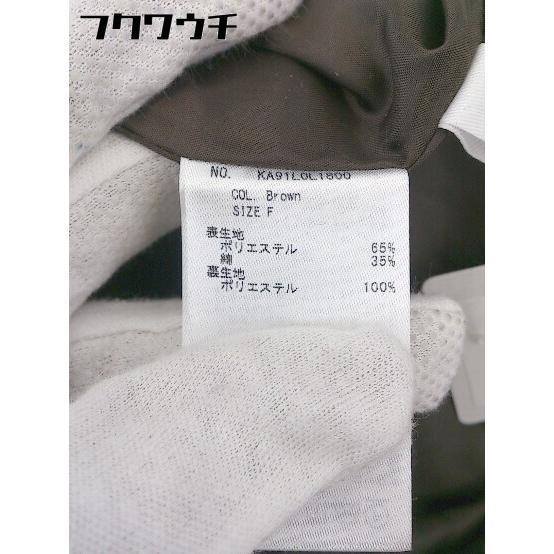 フクワウチ
NO. KA91LGL1800
COL. Brown
SIZE F
表生地
ポリエステル 65%
綿 35%
裏生地
ポリエステル 100%